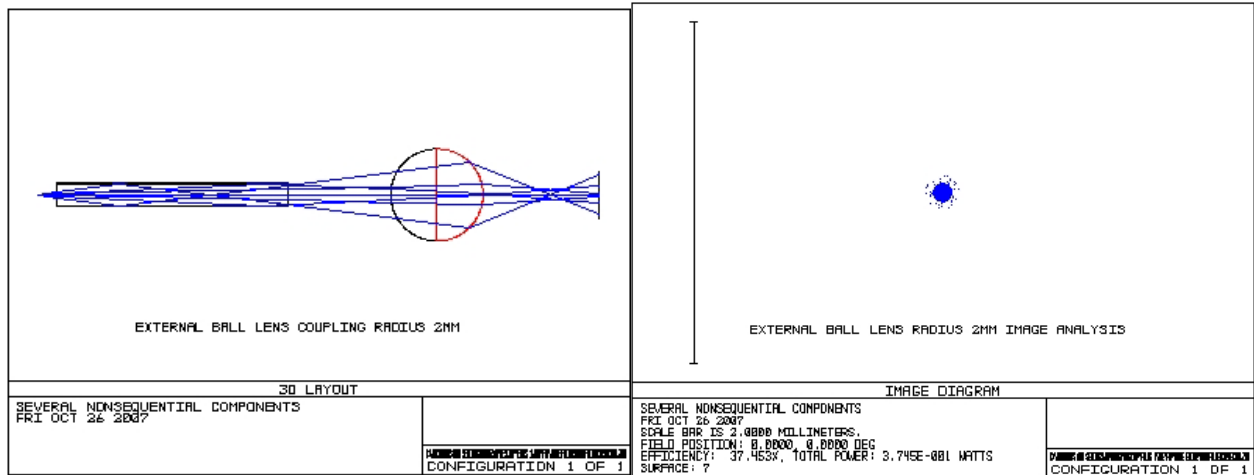 EXTERNAL BALL LENS COUPLING RADIUS 2MM
3D LAYOUT
SEVERAL NONSEQUENTIAL COMPONENTS
FRI OCT 26 2007
CONFIGURATION 1 OF 1
EXTERNAL BALL LENS RADIUS 2MM IMAGE ANALYSIS
IMAGE DIAGRAM
SEVERAL NONSEQUENTIAL COMPONENTS
FRI OCT 26 2007
SCALE BAR IS 2.0000 MILLIMETERS.
FIELD POSITION: 0.0000, 0.0000 DEG
EFFICIENCY: 37.453%, TOTAL POWER: 3.745E-001 WATTS
SURFACE: 7
CONFIGURATION 1 OF 1